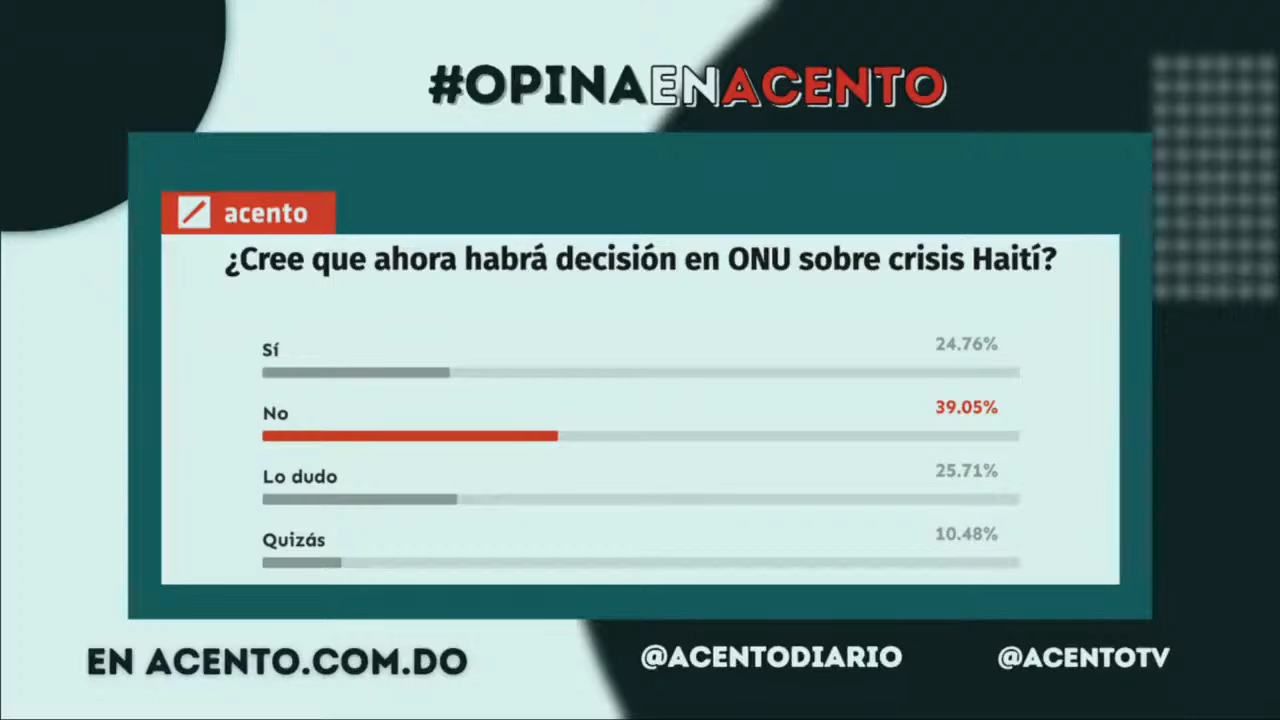 #OPINAENACENTO
acento
¿Cree que ahora habrá decisión en ONU sobre crisis Haití?
Sí 24.76%
No 39.05%
Lo dudo 25.71%
Quizás 10.48%
EN ACENTO.COM.DO @ACENTODIARIO @ACENTOTV